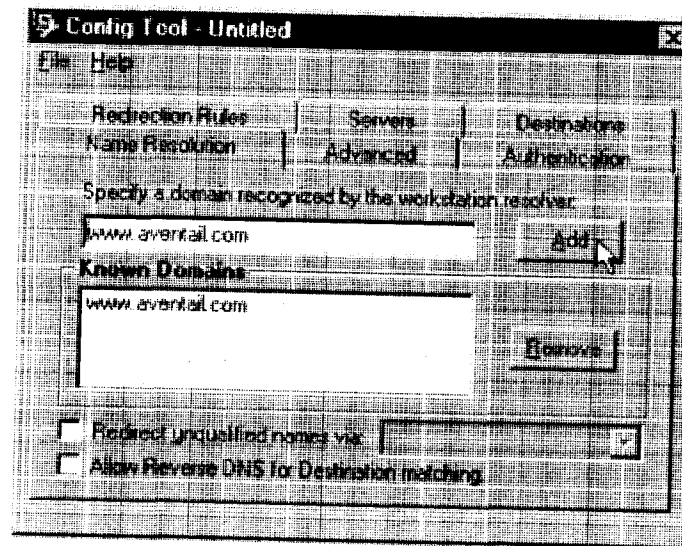 Config Tool - Untitled
File Help
Redirection Rules Servers Destinations
Name Resolution Advanced Authentication
Specify a domain recognized by the workstation resolver.
www.aventail.com Add
Known Domains
www.aventail.com
Remove
Redirect unqualified names via:
Allow Reverse DNS for Destination matching